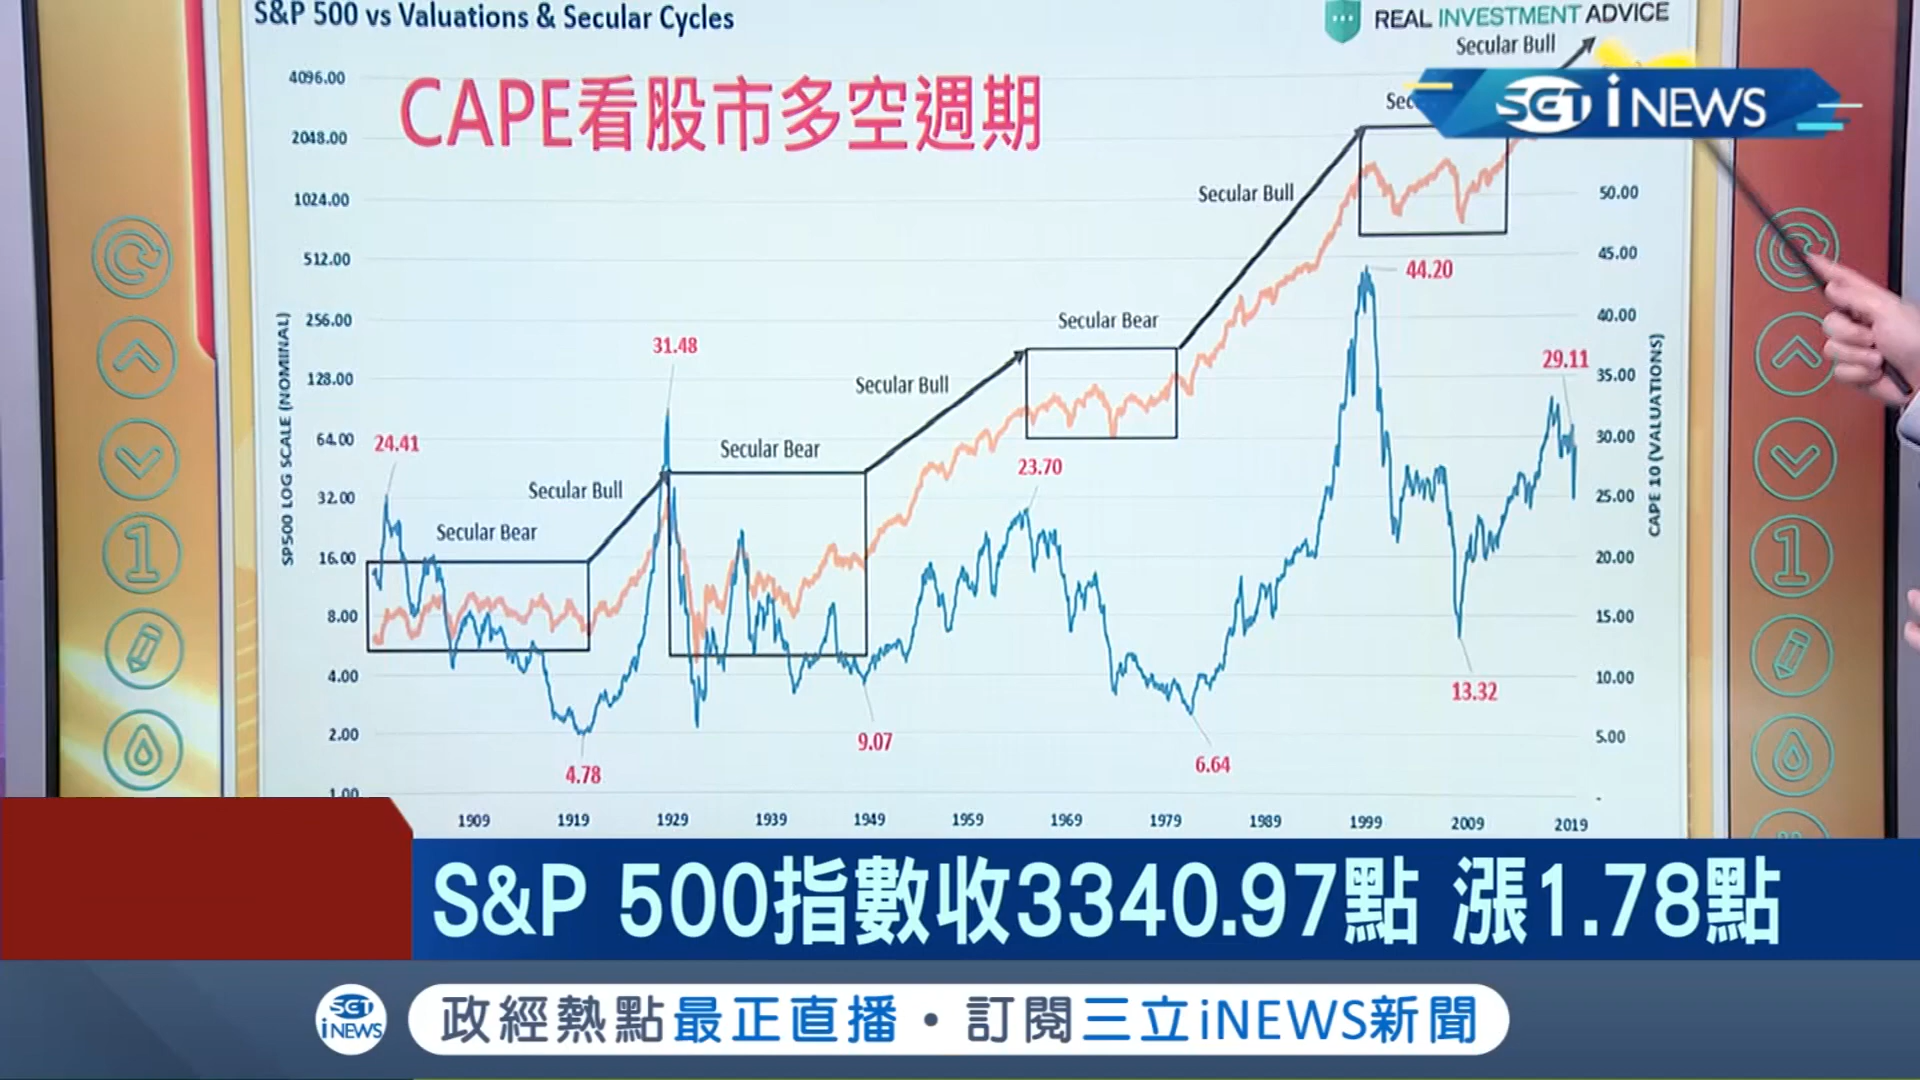 S&P 500 vs Valuations & Secular Cycles
REAL INVESTMENT ADVICE
Secular Bull
SET iNEWS
CAPE看股市多空週期
4096.00
2048.00
1024.00
512.00
256.00
128.00
64.00
32.00
16.00
8.00
4.00
2.00
1.00
SP500 LOG SCALE (NOMINAL)
24.41
Secular Bear
4.78
Secular Bull
31.48
Secular Bear
9.07
Secular Bull
23.70
Secular Bear
6.64
Secular Bull
44.20
13.32
29.11
50.00
45.00
40.00
35.00
30.00
25.00
20.00
15.00
10.00
5.00
-
CAPE 10 (VALUATIONS)
1909 1919 1929 1939 1949 1959 1969 1979 1989 1999 2009 2019
1
1
S&P 500指數收3340.97點 漲1.78點
SET iNEWS
政經熱點最正直播・訂閱三立iNEWS新聞